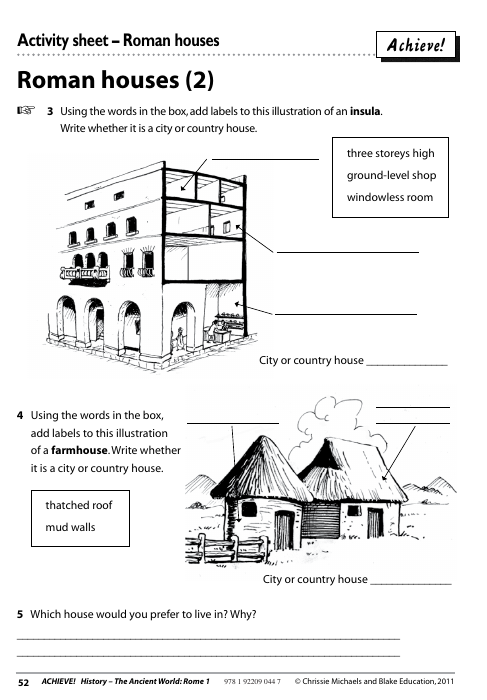 Activity sheet – Roman houses
Achieve!
Roman houses (2)
3 Using the words in the box, add labels to this illustration of an insula.
Write whether it is a city or country house.
three storeys high
ground-level shop
windowless room
City or country house _______________
4 Using the words in the box,
add labels to this illustration
of a farmhouse. Write whether
it is a city or country house.
thatched roof
mud walls
City or country house _______________
5 Which house would you prefer to live in? Why?
52 ACHIEVE! History – The Ancient World: Rome 1 978 1 92209 044 7 © Chrissie Michaels and Blake Education, 2011